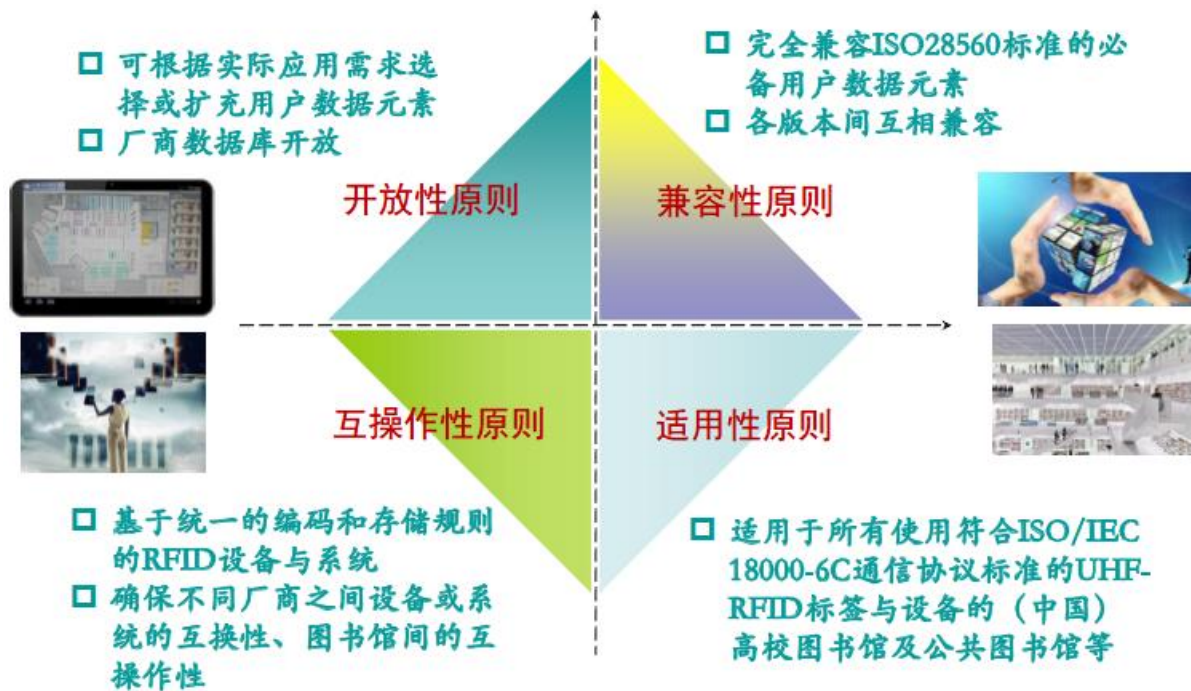 可根据实际应用需求选
择或扩充用户数据元素
厂商数据库开放
完全兼容ISO28560标准的必
备用户数据元素
各版本间互相兼容
开放性原则
兼容性原则
互操作性原则
适用性原则
基于统一的编码和存储规则
的RFID设备与系统
确保不同厂商之间设备或系
统的互换性、图书馆间的互
操作性
适用于所有使用符合ISO/IEC
18000-6C通信协议标准的UHF-
RFID标签与设备的（中国）
高校图书馆及公共图书馆等